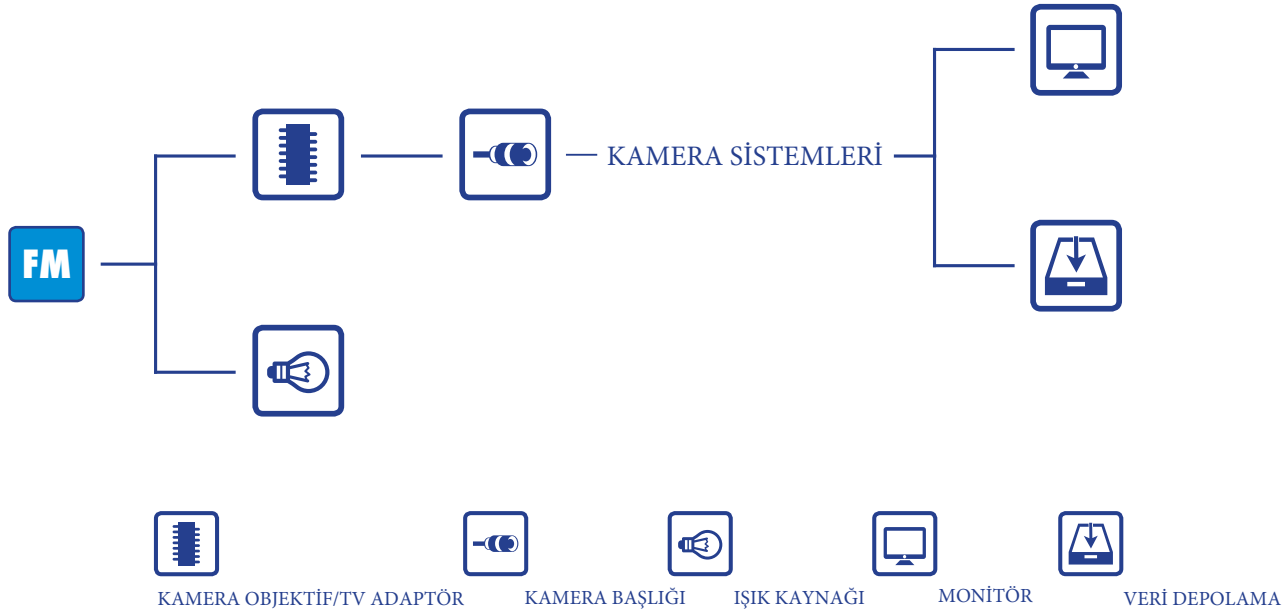 FM
KAMERA SİSTEMLERİ
KAMERA OBJEKTİF/TV ADAPTÖR
KAMERA BAŞLIĞI
IŞIK KAYNAĞI
MONİTÖR
VERİ DEPOLAMA